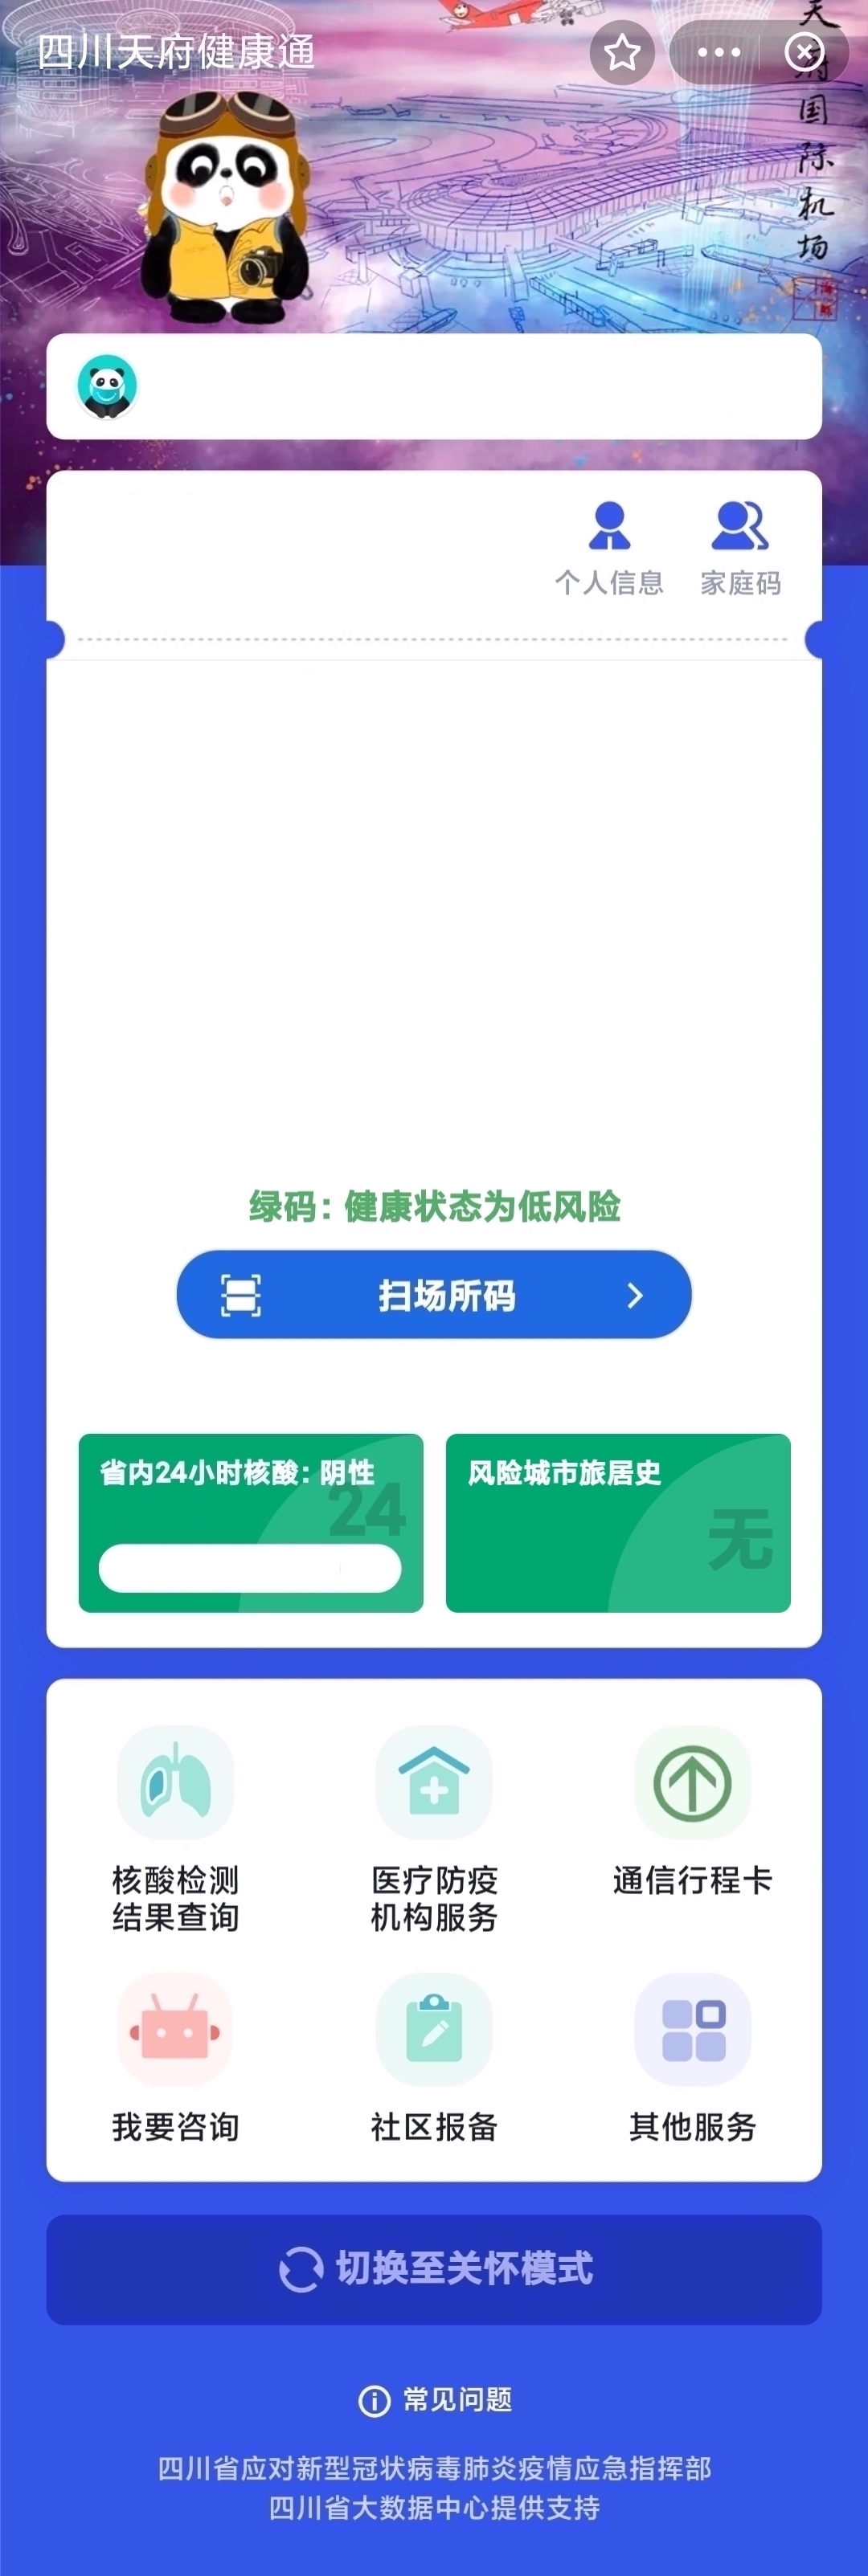 四川天府健康通
天府国际机场
个人信息 家庭码
绿码：健康状态为低风险
扫场所码
省内24小时核酸：阴性
24
风险城市旅居史
无
核酸检测
结果查询
医疗防疫
机构服务
通信行程卡
我要咨询
社区报备
其他服务
切换至关怀模式
常见问题
四川省应对新型冠状病毒肺炎疫情应急指挥部
四川省大数据中心提供支持